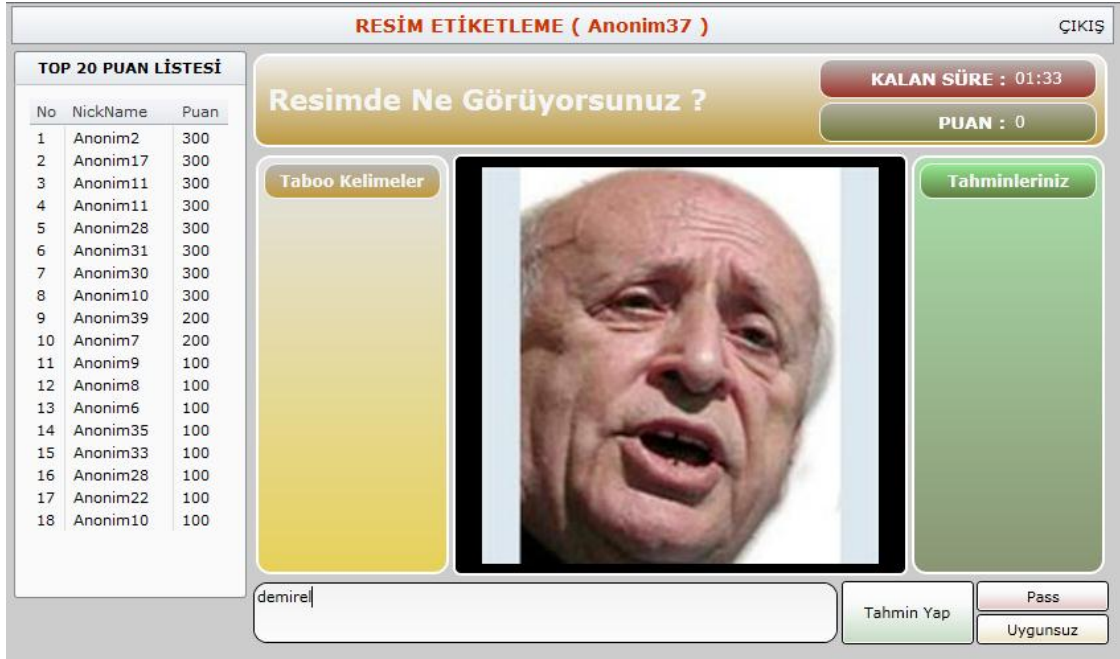 RESİM ETİKETLEME ( Anonim37 )
ÇIKIŞ
TOP 20 PUAN LİSTESİ
No NickName Puan
1 Anonim2 300
2 Anonim17 300
3 Anonim11 300
4 Anonim11 300
5 Anonim28 300
6 Anonim31 300
7 Anonim30 300
8 Anonim10 300
9 Anonim39 200
10 Anonim7 200
11 Anonim9 100
12 Anonim8 100
13 Anonim6 100
14 Anonim35 100
15 Anonim33 100
16 Anonim28 100
17 Anonim22 100
18 Anonim10 100
Resimde Ne Görüyorsunuz ?
KALAN SÜRE : 01:33
PUAN : 0
Taboo Kelimeler
Tahminleriniz
demirel
Tahmin Yap
Pass
Uygunsuz